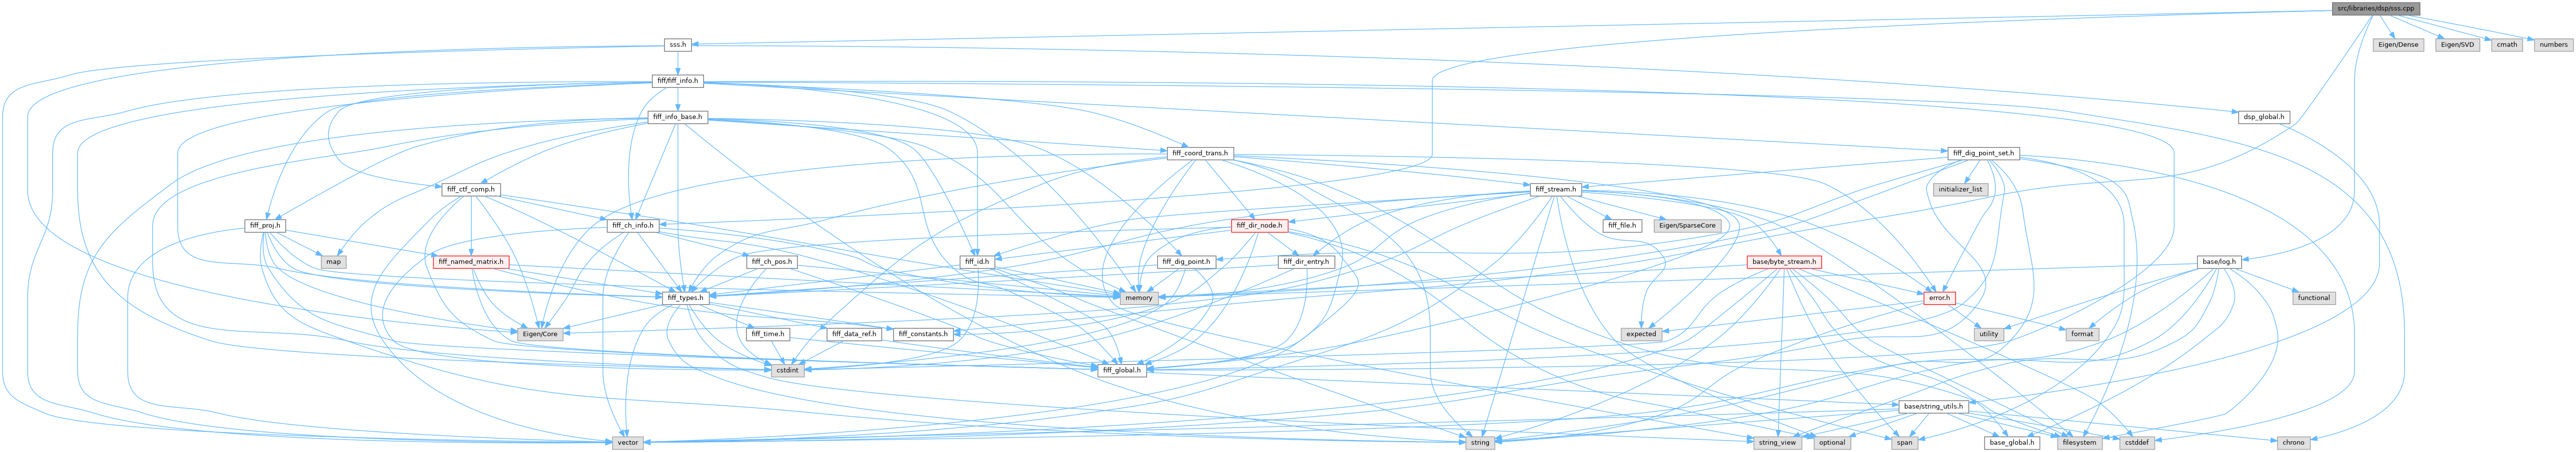 src/libraries/dsp/sss.cpp
sss.h
Eigen/Dense
Eigen/SVD
cmath
numbers
fiff/fiff_info.h
fiff_info_base.h
dsp_global.h
fiff_coord_trans.h
fiff_dig_point_set.h
fiff_ctf_comp.h
fiff_stream.h
initializer_list
fiff_proj.h
fiff_ch_info.h
fiff_dir_node.h
fiff_file.h
Eigen/SparseCore
map
fiff_named_matrix.h
fiff_ch_pos.h
fiff_id.h
fiff_dig_point.h
fiff_dir_entry.h
base/byte_stream.h
base/log.h
fiff_types.h
memory
error.h
functional
Eigen/Core
fiff_time.h
fiff_data_ref.h
fiff_constants.h
expected
utility
format
cstdint
fiff_global.h
base/string_utils.h
vector
string
string_view
optional
span
base_global.h
filesystem
cstddef
chrono